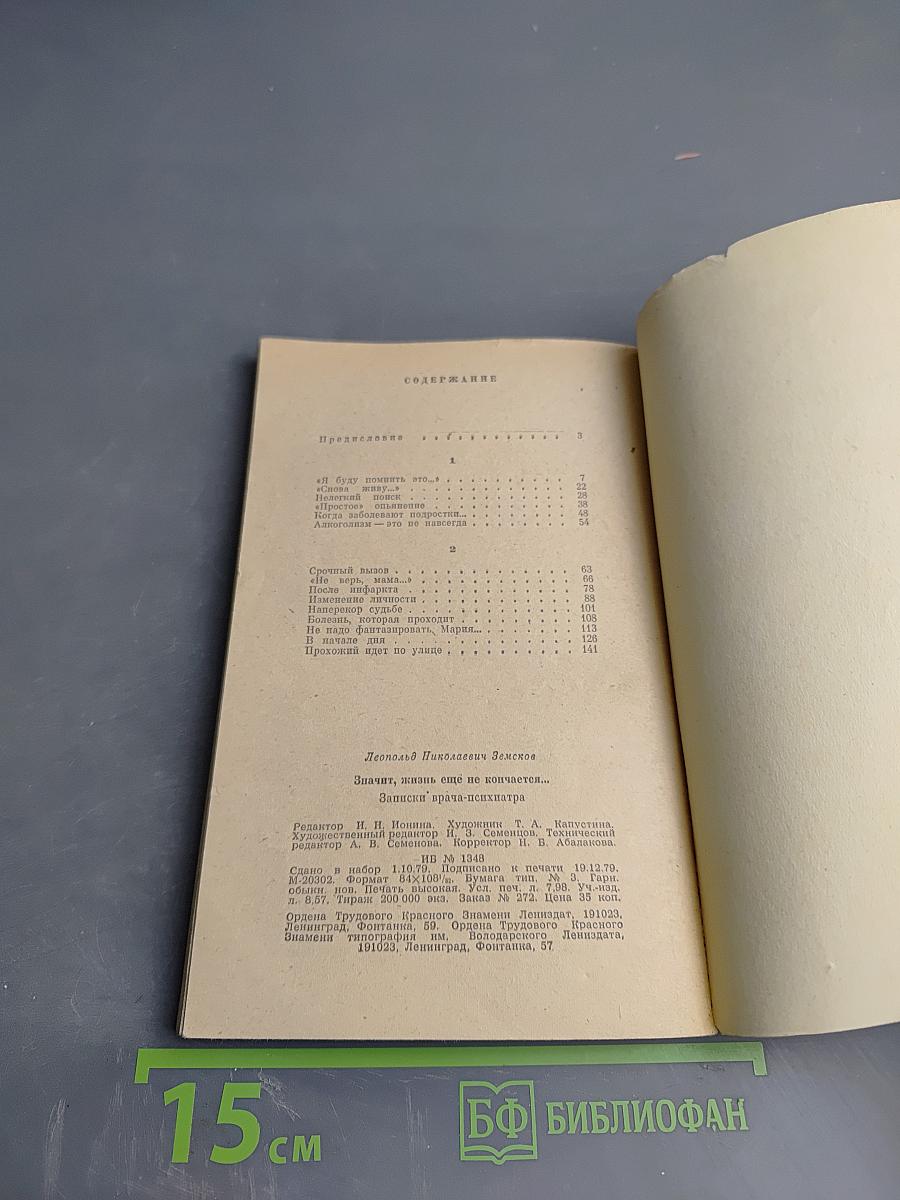 СОДЕРЖАНИЕ
Предисловие . . . . . . . . . . . . 3
1
«Я буду помнить это...» . . . . . . . . . . 7
«Снова живу...» . . . . . . . . . . . . 22
Нелегкий поиск . . . . . . . . . . . . 28
«Простое» опьянение . . . . . . . . . . 38
Когда заболевают подростки... . . . . . . . . 48
Алкоголизм — это не навсегда . . . . . . . . 54
2
Срочный вызов . . . . . . . . . . . . 63
«Не верь, мама...» . . . . . . . . . . . 66
После инфаркта . . . . . . . . . . . . 78
Изменение личности . . . . . . . . . . . 88
Наперекор судьбе . . . . . . . . . . . . 101
Болезнь, которая проходит . . . . . . . . . 108
Не надо фантазировать, Мария... . . . . . . . 113
В начале дня . . . . . . . . . . . . . 126
Прохожий идет по улице . . . . . . . . . . 141
Леопольд Николаевич Земсков
Значит, жизнь ещё не кончается...
Записки врача-психиатра
Редактор И. И. Ионина. Художник Т. А. Капустина.
Художественный редактор И. З. Семенцов. Технический
редактор А. В. Семенова. Корректор Н. Б. Абалакова.
ИБ № 1348
Сдано в набор 1.10.79. Подписано к печати 19.12.79.
М-20302. Формат 84×108¹/₃₂. Бумага тип. № 3. Гарн.
обыкн. нов. Печать высокая. Усл. печ. л. 7,98. Уч.-изд.
л. 8,57. Тираж 200 000 экз. Заказ № 272. Цена 35 коп.
Ордена Трудового Красного Знамени Лениздат, 191023,
Ленинград, Фонтанка, 59. Ордена Трудового Красного
Знамени типография им. Володарского Лениздата,
191023, Ленинград, Фонтанка, 57
15 см
БФ БИБЛИОФАН